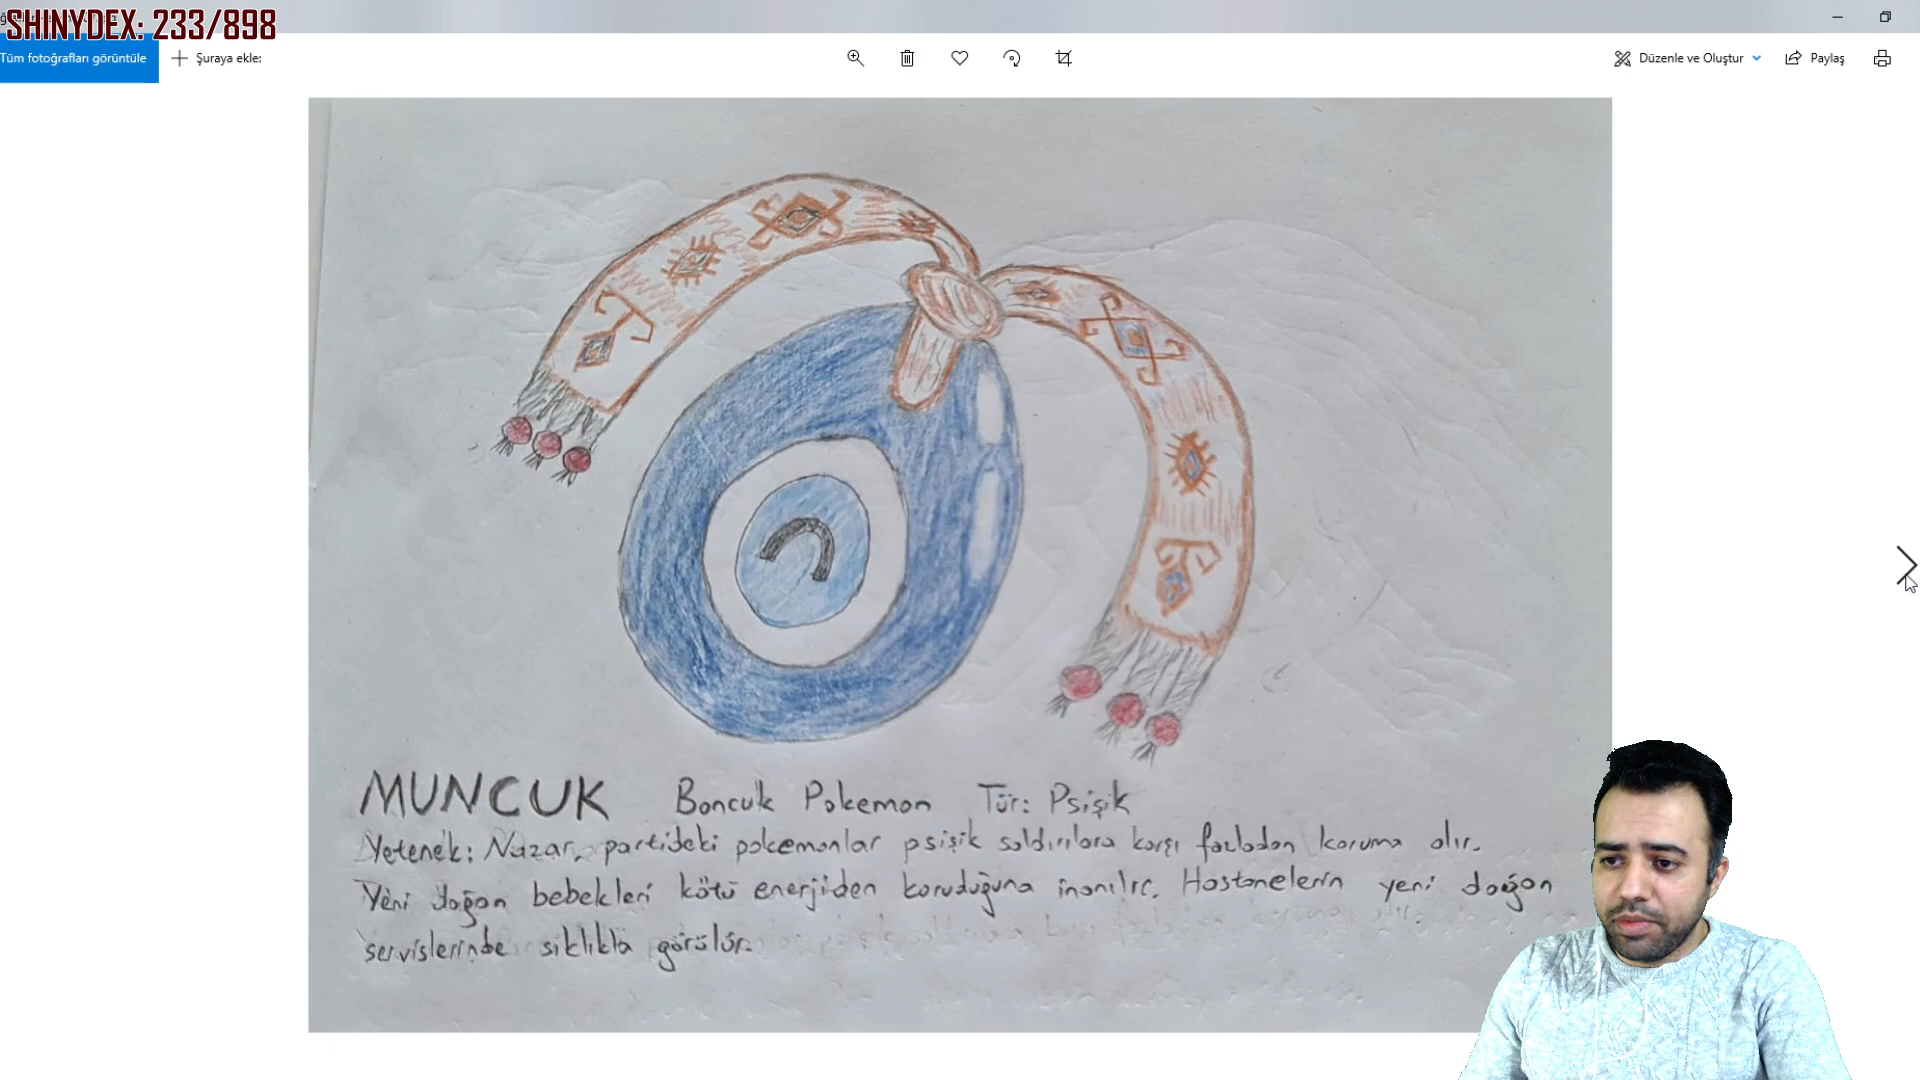 SHINYDEX: 233/898
Tüm fotoğrafları görüntüle
Şuraya ekle:
Düzenle ve Oluştur
Paylaş
MUNCUK Boncuk Pokemon Tür: Psişik
Yetenek: Nazar, partideki pokemonlar psişik saldırılara karşı fazladan koruma alır.
Yeni doğan bebekleri kötü enerjiden koruduğuna inanılır. Hastanelerin yeni doğan
servislerinde sıklıkla görülür.